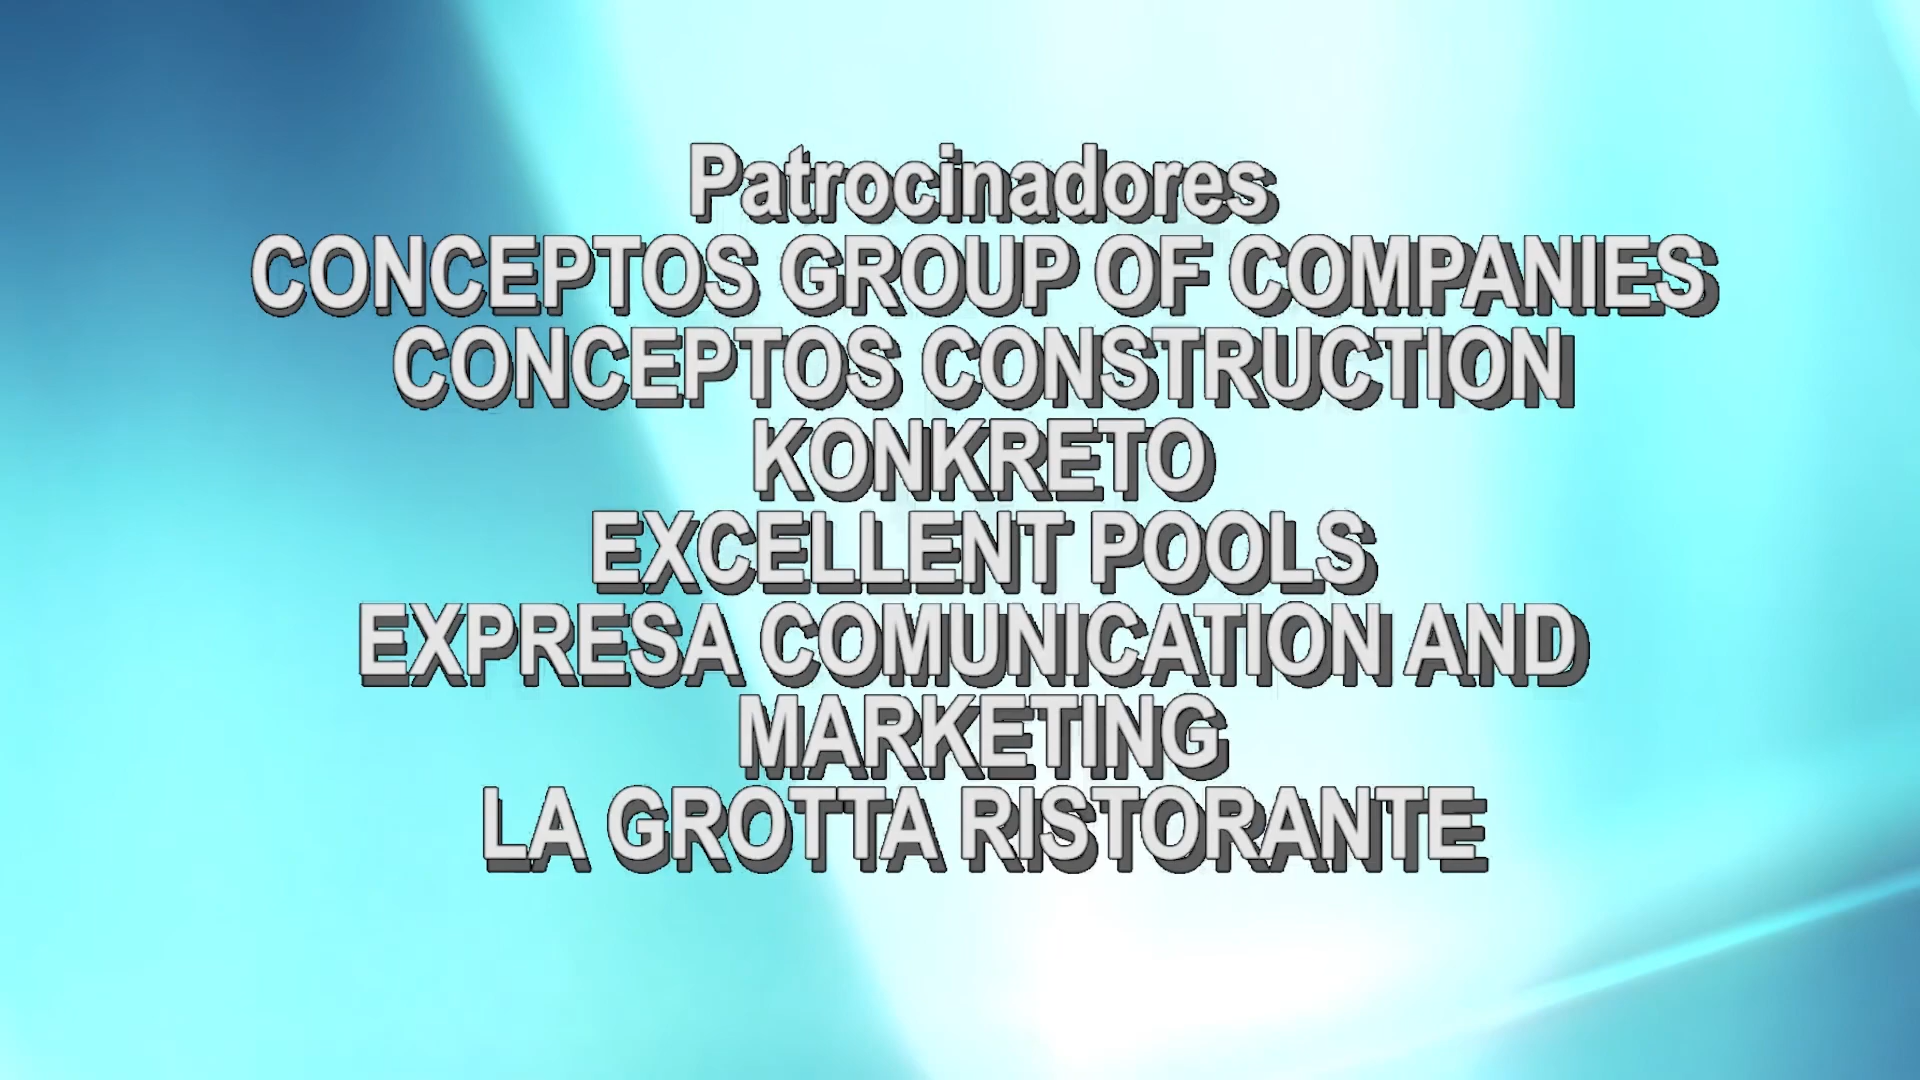 Patrocinadores
CONCEPTOS GROUP OF COMPANIES
CONCEPTOS CONSTRUCTION
KONKRETO
EXCELLENT POOLS
EXPRESA COMUNICATION AND
MARKETING
LA GROTTA RISTORANTE